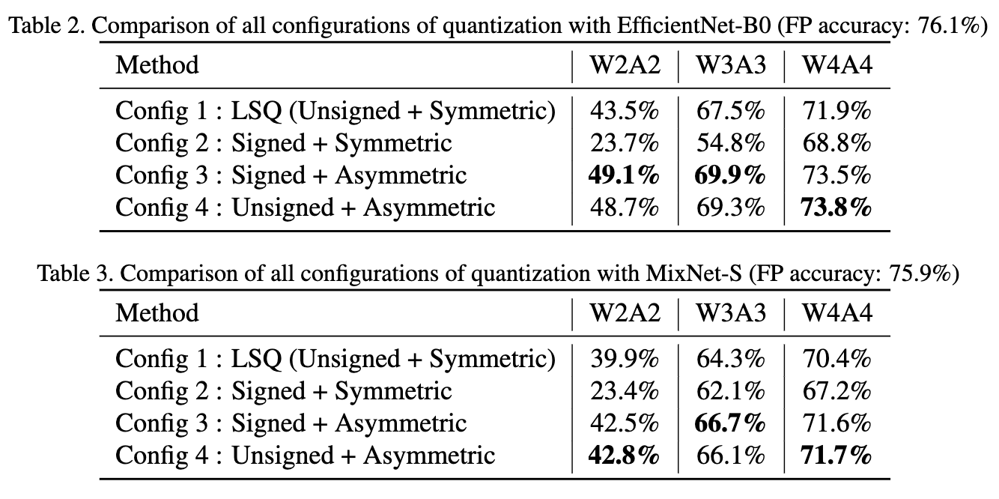 Table 2. Comparison of all configurations of quantization with EfficientNet-B0 (FP accuracy: 76.1%)
Method W2A2 W3A3 W4A4
Config 1 : LSQ (Unsigned + Symmetric) 43.5% 67.5% 71.9%
Config 2 : Signed + Symmetric 23.7% 54.8% 68.8%
Config 3 : Signed + Asymmetric 49.1% 69.9% 73.5%
Config 4 : Unsigned + Asymmetric 48.7% 69.3% 73.8%
Table 3. Comparison of all configurations of quantization with MixNet-S (FP accuracy: 75.9%)
Method W2A2 W3A3 W4A4
Config 1 : LSQ (Unsigned + Symmetric) 39.9% 64.3% 70.4%
Config 2 : Signed + Symmetric 23.4% 62.1% 67.2%
Config 3 : Signed + Asymmetric 42.5% 66.7% 71.6%
Config 4 : Unsigned + Asymmetric 42.8% 66.1% 71.7%